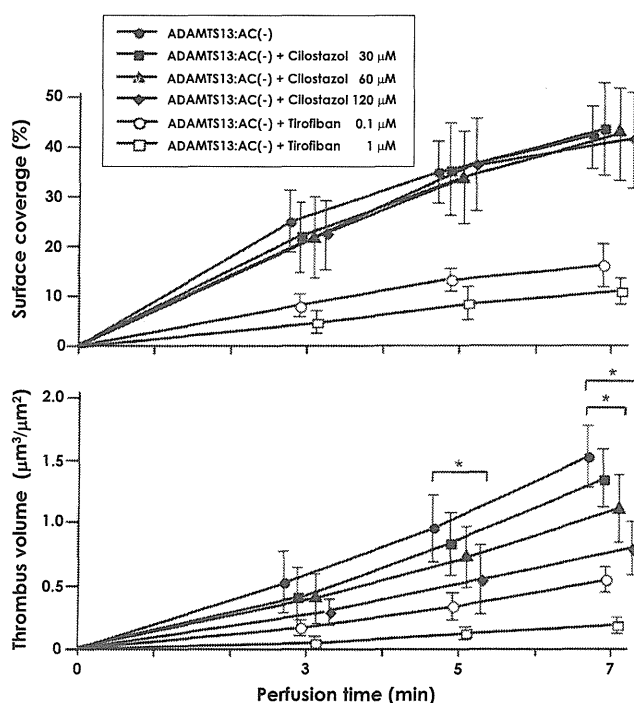 ADAMTS13:AC(-)
ADAMTS13:AC(-) + Cilostazol 30 μM
ADAMTS13:AC(-) + Cilostazol 60 μM
ADAMTS13:AC(-) + Cilostazol 120 μM
ADAMTS13:AC(-) + Tirofiban 0.1 μM
ADAMTS13:AC(-) + Tirofiban 1 μM
Surface coverage (%)
50
40
30
20
10
0
Thrombus volume (μm³/μm²)
2.0
1.5
1.0
0.5
0
*
*
*
0 3 5 7
Perfusion time (min)